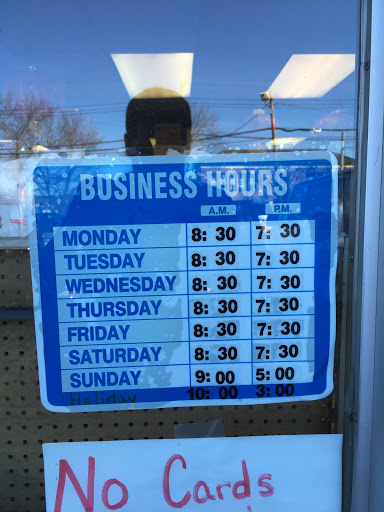 BUSINESS HOURS
A.M. P.M.
MONDAY 8: 30 7: 30
TUESDAY 8: 30 7: 30
WEDNESDAY 8: 30 7: 30
THURSDAY 8: 30 7: 30
FRIDAY 8: 30 7: 30
SATURDAY 8: 30 7: 30
SUNDAY 9: 00 5: 00
Holiday 10: 00 3: 00
No Cards